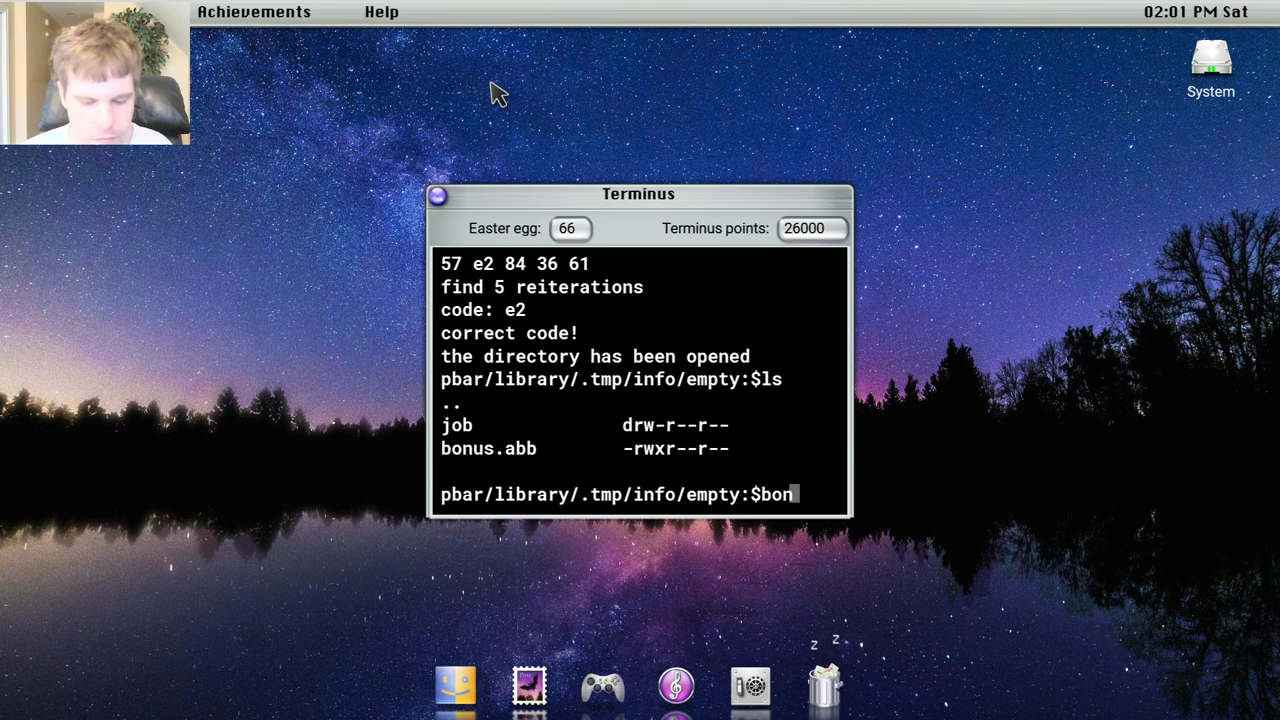 Achievements Help 02:01 PM Sat
System
Terminus
Easter egg: 66 Terminus points: 26000
57 e2 84 36 61
find 5 reiterations
code: e2
correct code!
the directory has been opened
pbar/library/.tmp/info/empty:$ls
..
job drw-r--r--
bonus.abb -rwxr--r--
pbar/library/.tmp/info/empty:$bon
z z